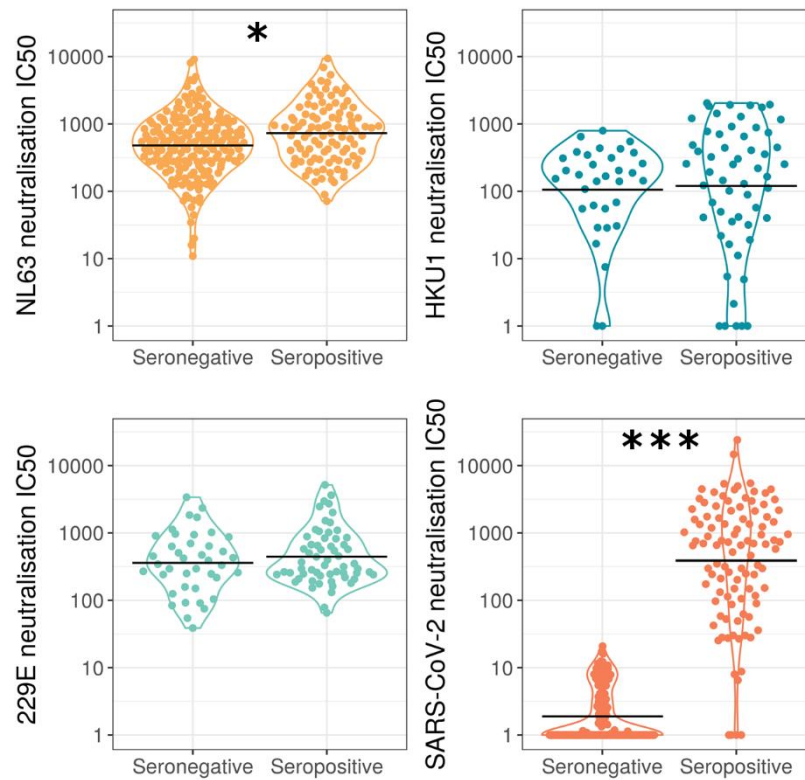 NL63 neutralisation IC50
10000
1000
100
10
1
*
Seronegative Seropositive
HKU1 neutralisation IC50
10000
1000
100
10
1
Seronegative Seropositive
229E neutralisation IC50
10000
1000
100
10
1
Seronegative Seropositive
SARS-CoV-2 neutralisation IC50
10000
1000
100
10
1
***
Seronegative Seropositive